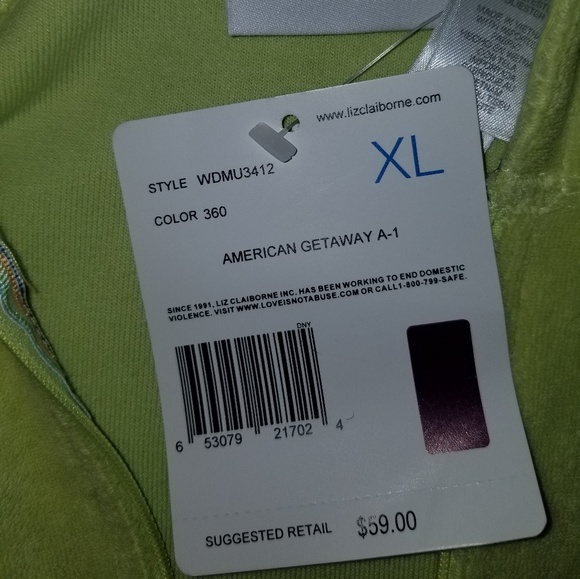 www.lizclaiborne.com
STYLE WDMU3412
XL
COLOR 360
AMERICAN GETAWAY A-1
SINCE 1991, LIZ CLAIBORNE INC. HAS BEEN WORKING TO END DOMESTIC
VIOLENCE. VISIT WWW.LOVEISNOTABUSE.COM OR CALL1-800-799-SAFE.
DNY
6 53079 21702 4
SUGGESTED RETAIL $59.00